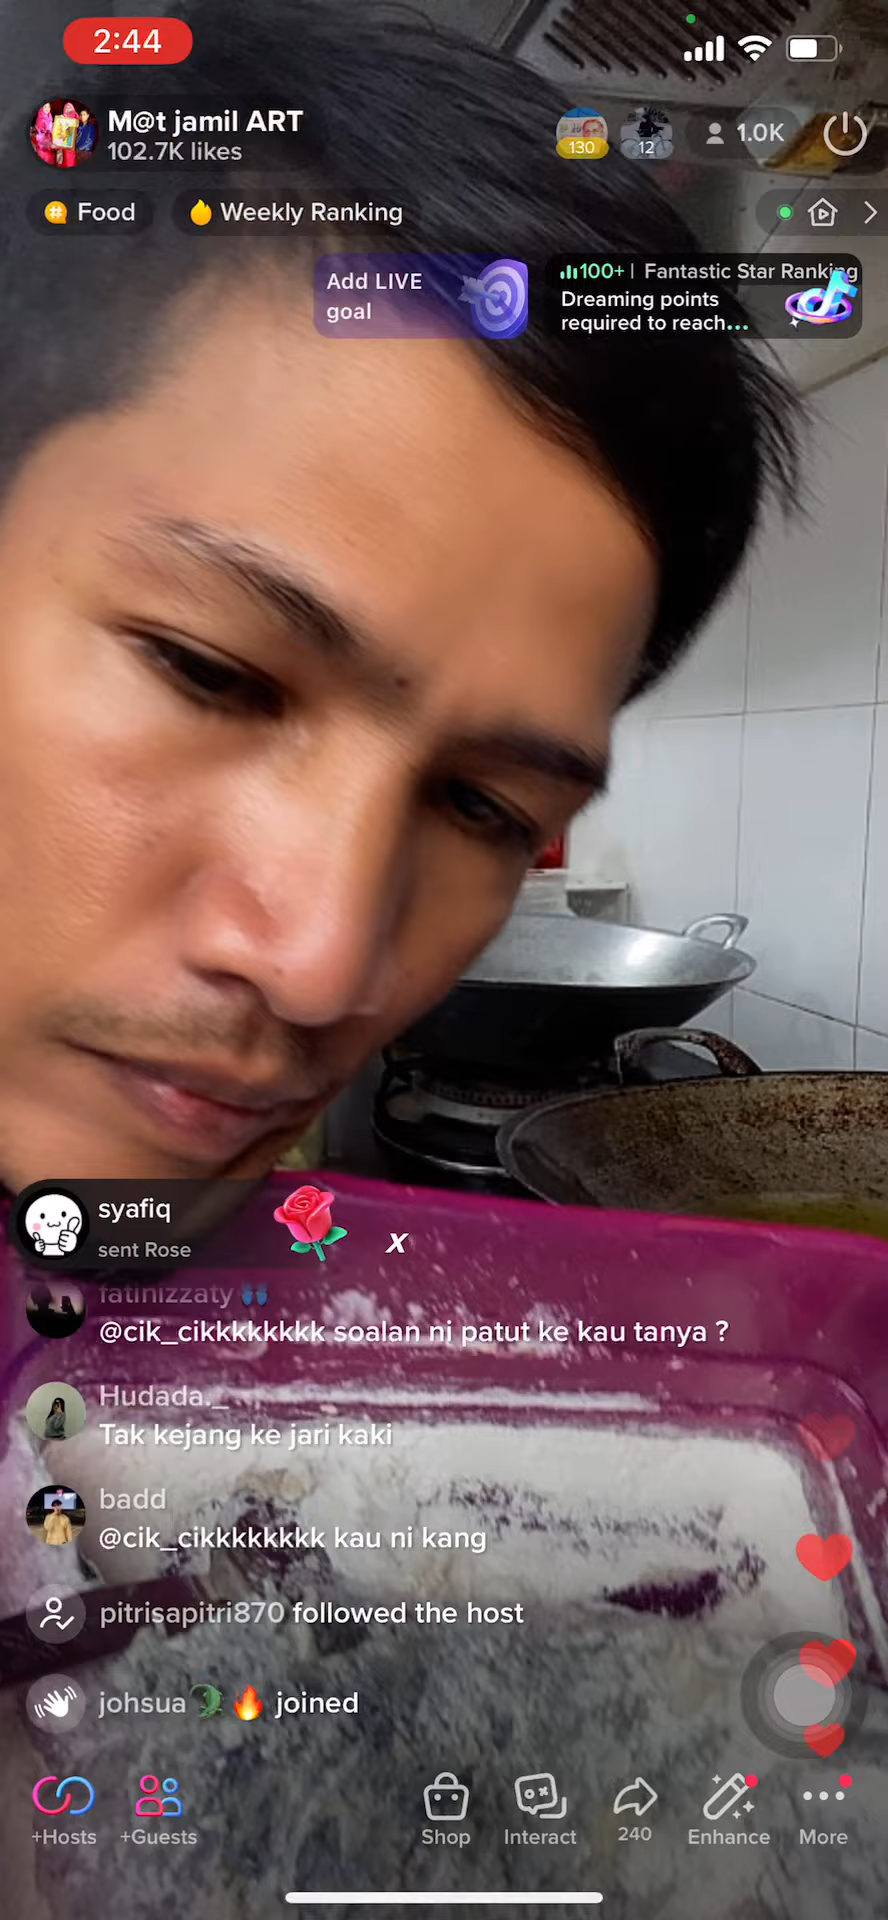 2:44
M@t jamil ART
102.7K likes
130
12
1.0K
Food
Weekly Ranking
Add LIVE
goal
100+ | Fantastic Star Ranking
Dreaming points
required to reach...
syafiq
sent Rose
x
fatinizzaty
@cik_cikkkkkkkk soalan ni patut ke kau tanya ?
Hudada._
Tak kejang ke jari kaki
badd
@cik_cikkkkkkkk kau ni kang
pitrisapitri870 followed the host
johsua🐊🔥 joined
+Hosts
+Guests
Shop
Interact
240
Enhance
More